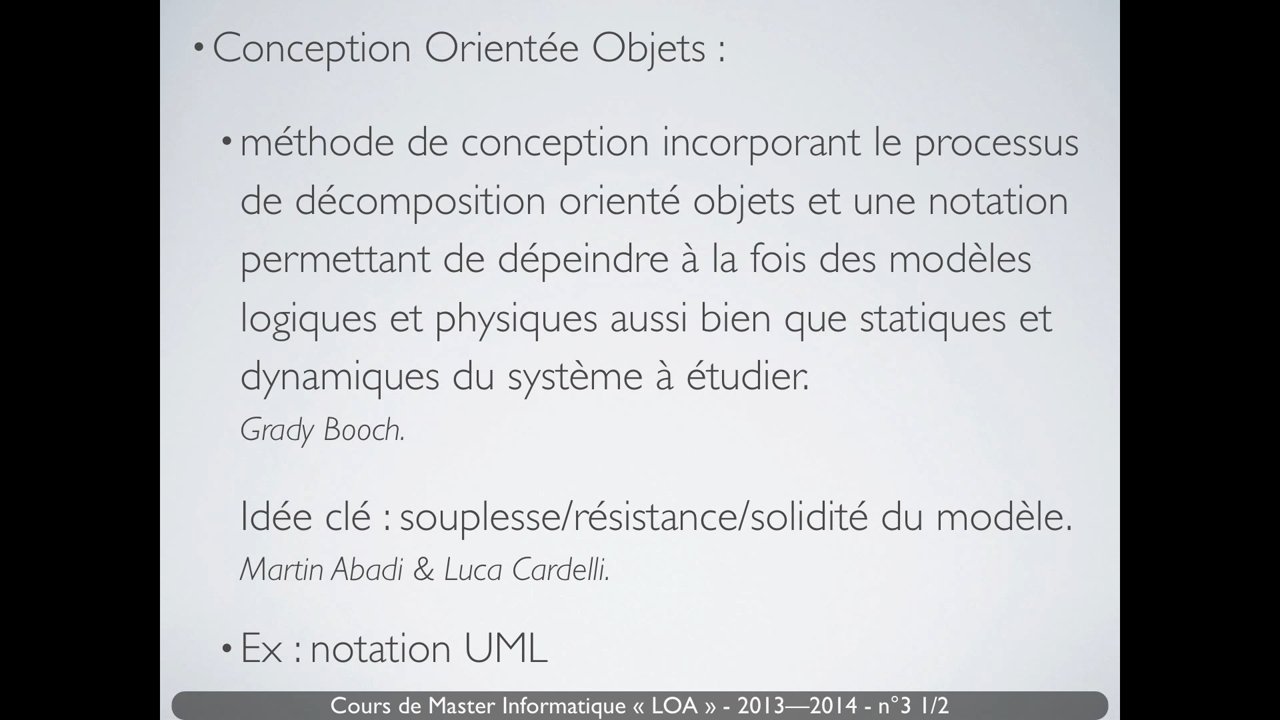 • Conception Orientée Objets :
• méthode de conception incorporant le processus
de décomposition orienté objets et une notation
permettant de dépeindre à la fois des modèles
logiques et physiques aussi bien que statiques et
dynamiques du système à étudier.
Grady Booch.
Idée clé : souplesse/résistance/solidité du modèle.
Martin Abadi & Luca Cardelli.
• Ex : notation UML
Cours de Master Informatique « LOA » - 2013—2014 - n°3 1/2